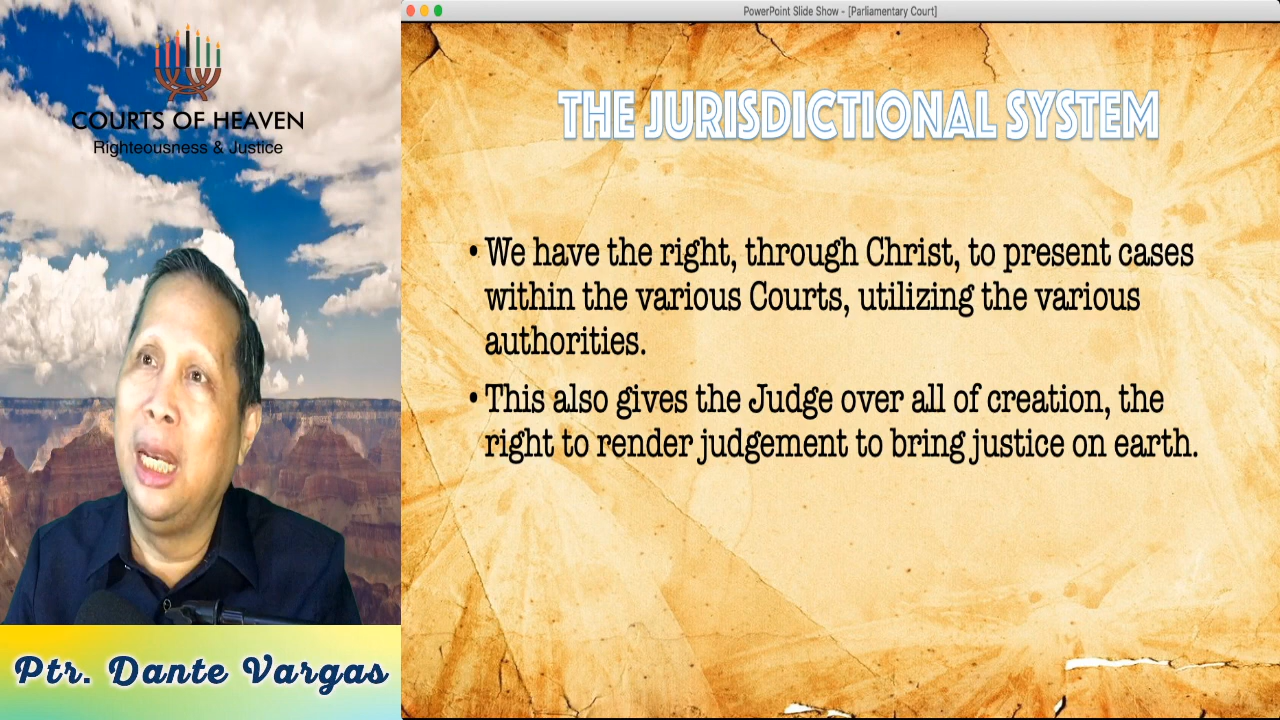 PowerPoint Slide Show - [Parliamentary Court]
COURTS OF HEAVEN
Righteousness & Justice
THE JURISDICTIONAL SYSTEM
• We have the right, through Christ, to present cases
within the various Courts, utilizing the various
authorities.
• This also gives the Judge over all of creation, the
right to render judgement to bring justice on earth.
Ptr. Dante Vargas